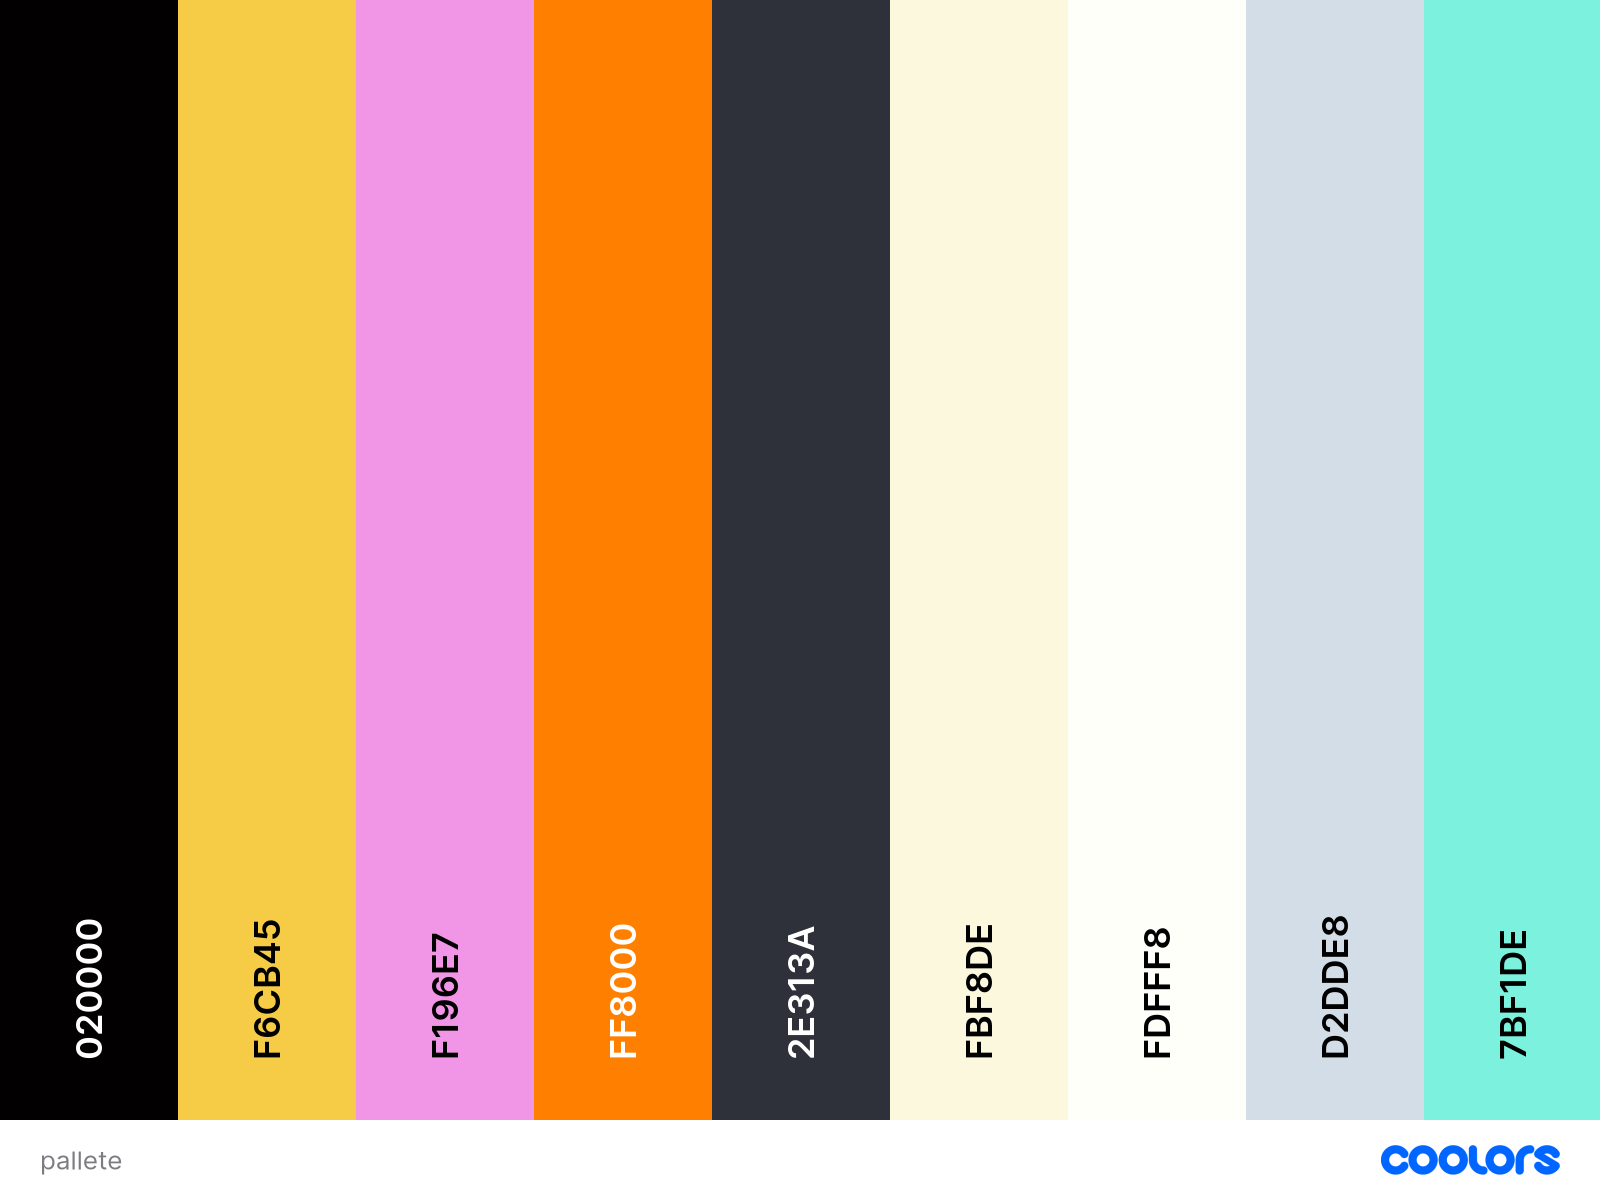 020000
F6CB45
F196E7
FF8000
2E313A
FBF8DE
FDFFF8
D2DDE8
7BF1DE
pallete
coolors